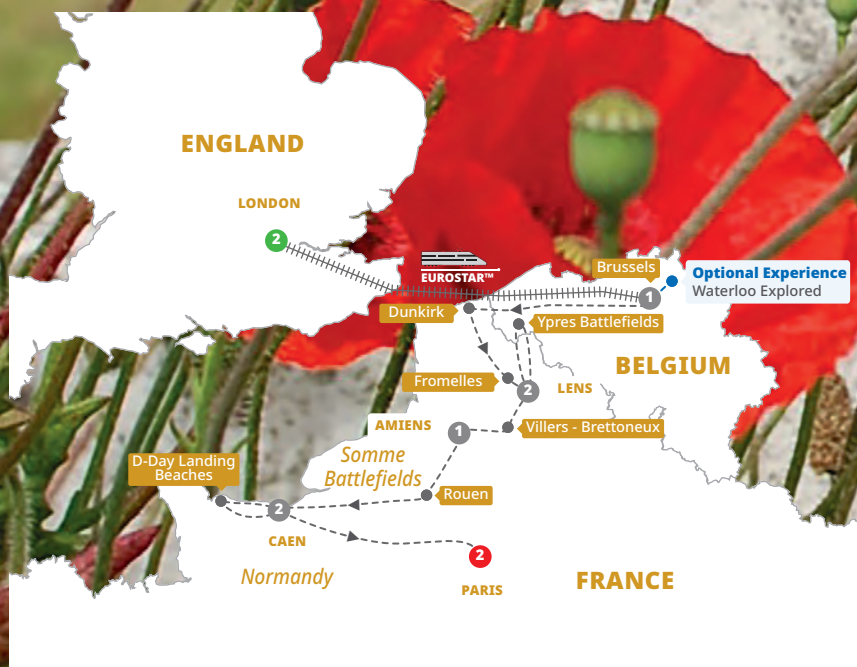 ENGLAND
LONDON
2
EUROSTAR™
Brussels
1
Optional Experience
Waterloo Explored
Dunkirk
Ypres Battlefields
BELGIUM
Fromelles
2
LENS
AMIENS
1
Villers - Brettoneux
Somme
Battlefields
D-Day Landing
Beaches
Rouen
2
CAEN
Normandy
2
PARIS
FRANCE